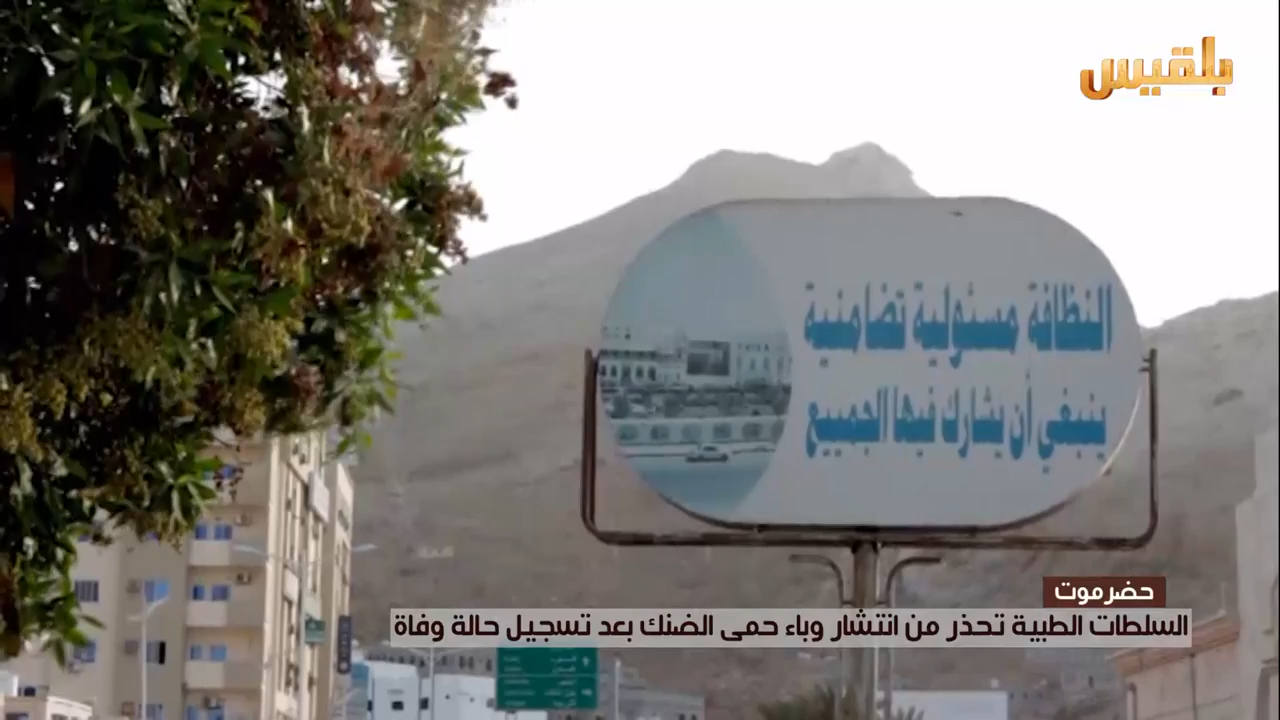 بلقيس
النظافة مسئولية تضامنية
ينبغي أن يشارك فيها الجميع
حضرموت
السلطات الطبية تحذر من انتشار وباء حمى الضنك بعد تسجيل حالة وفاة